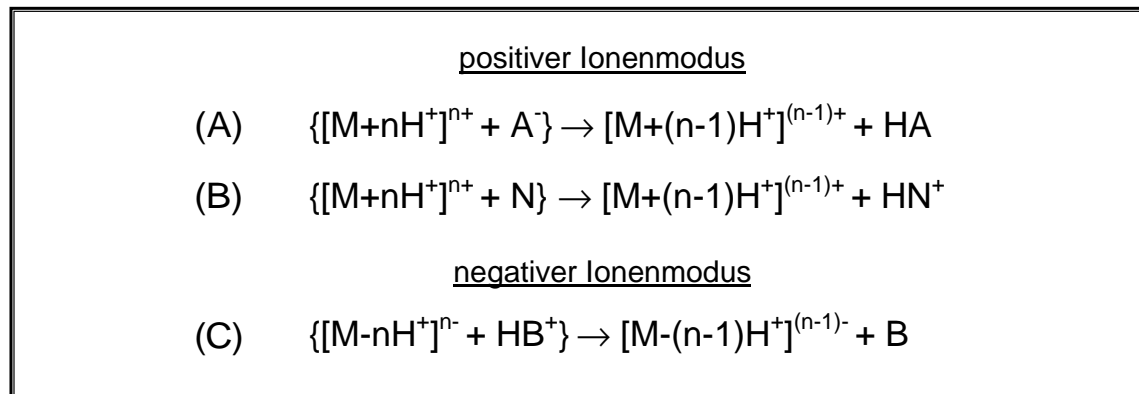 positiver Ionenmodus
(A) {[M+nH⁺]ⁿ⁺ + A⁻} → [M+(n-1)H⁺]⁽ⁿ⁻¹⁾⁺ + HA
(B) {[M+nH⁺]ⁿ⁺ + N} → [M+(n-1)H⁺]⁽ⁿ⁻¹⁾⁺ + HN⁺
negativer Ionenmodus
(C) {[M-nH⁺]ⁿ⁻ + HB⁺} → [M-(n-1)H⁺]⁽ⁿ⁻¹⁾⁻ + B